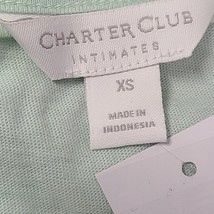 CHARTER CLUB
INTIMATES
XS
MADE IN
INDONESIA